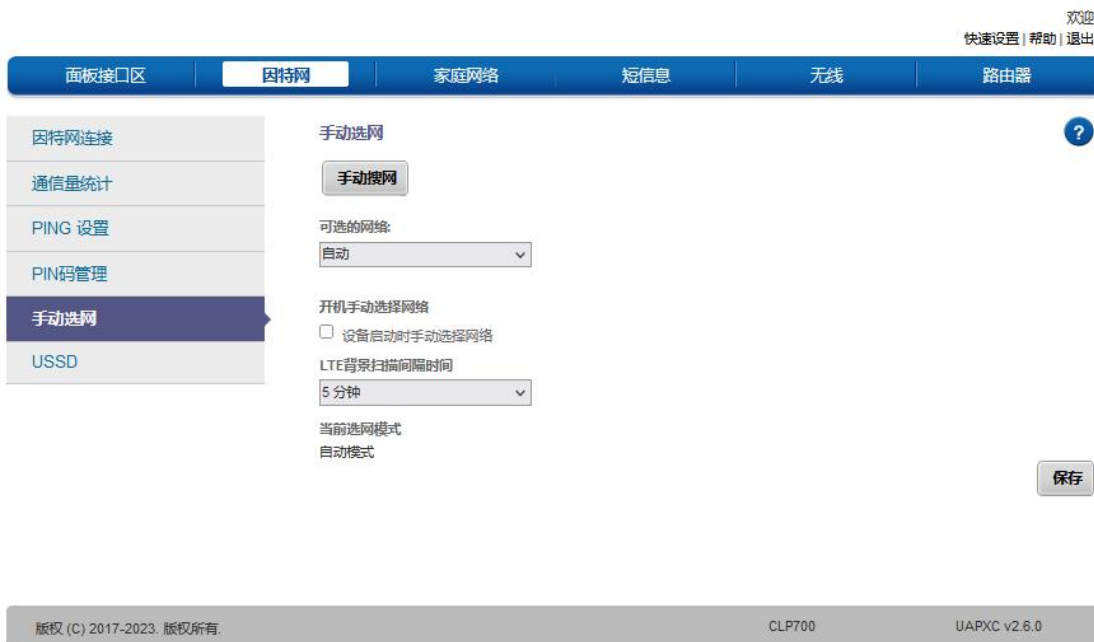 欢迎
快速设置 | 帮助 | 退出
面板接口区 因特网 家庭网络 短信息 无线 路由器
因特网连接
通信量统计
PING 设置
PIN码管理
手动选网
USSD
手动选网
?
手动搜网
可选的网络:
自动
开机手动选择网络
设备启动时手动选择网络
LTE背景扫描间隔时间
5 分钟
当前选网模式
自动模式
保存
版权 (C) 2017-2023. 版权所有. CLP700 UAPXC v2.6.0